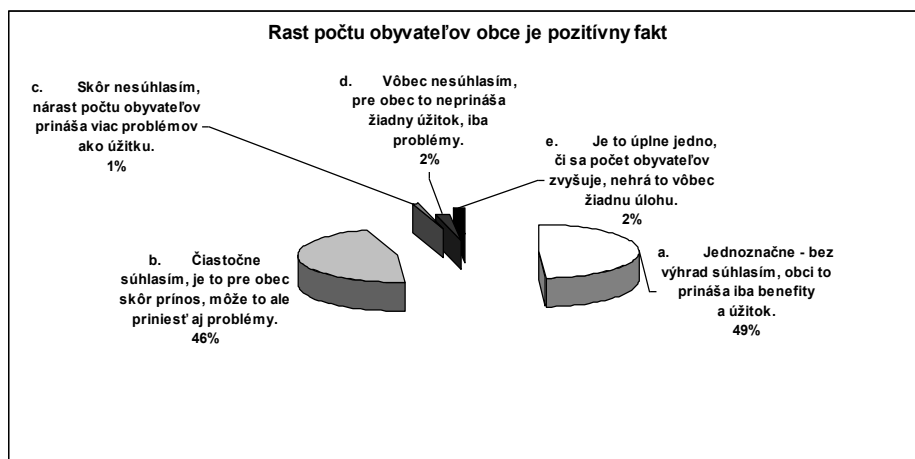 Rast počtu obyvateľov obce je pozitívny fakt
c. Skôr nesúhlasím,
nárast počtu obyvateľov
prináša viac problémov
ako úžitku.
1%
d. Vôbec nesúhlasím,
pre obec to neprináša
žiadny úžitok, iba
problémy.
2%
e. Je to úplne jedno,
či sa počet obyvateľov
zvyšuje, nehrá to vôbec
žiadnu úlohu.
2%
b. Čiastočne
súhlasím, je to pre obec
skôr prínos, môže to ale
priniesť aj problémy.
46%
a. Jednoznačne - bez
výhrad súhlasím, obci to
prináša iba benefity
a úžitok.
49%